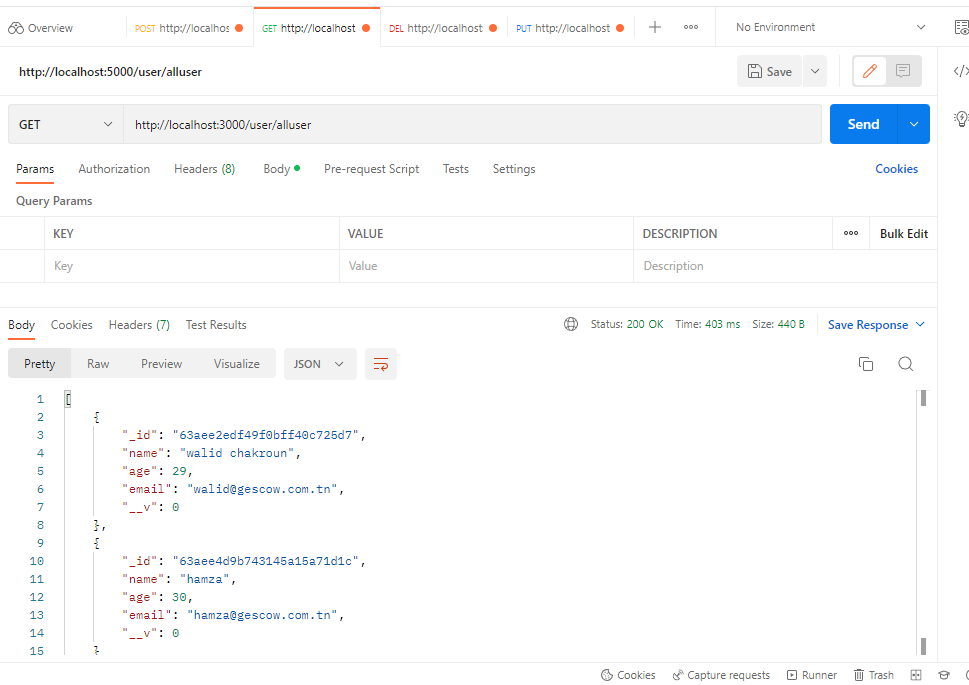 Overview
POST http://localhos
GET http://localhost
DEL http://localhost
PUT http://localhost
No Environment
http://localhost:5000/user/alluser
Save
GET
http://localhost:3000/user/alluser
Send
Params
Authorization
Headers (8)
Body
Pre-request Script
Tests
Settings
Cookies
Query Params
KEY
VALUE
DESCRIPTION
Bulk Edit
Key
Value
Description
Body
Cookies
Headers (7)
Test Results
Status: 200 OK
Time: 403 ms
Size: 440 B
Save Response
Pretty
Raw
Preview
Visualize
JSON
1 [
2 {
3 "_id": "63aee2edf49f0bff40c725d7",
4 "name": "walid chakroun",
5 "age": 29,
6 "email": "walid@gescow.com.tn",
7 "__v": 0
8 },
9 {
10 "_id": "63aee4d9b743145a15a71d1c",
11 "name": "hamza",
12 "age": 30,
13 "email": "hamza@gescow.com.tn",
14 "__v": 0
15 }
Cookies
Capture requests
Runner
Trash